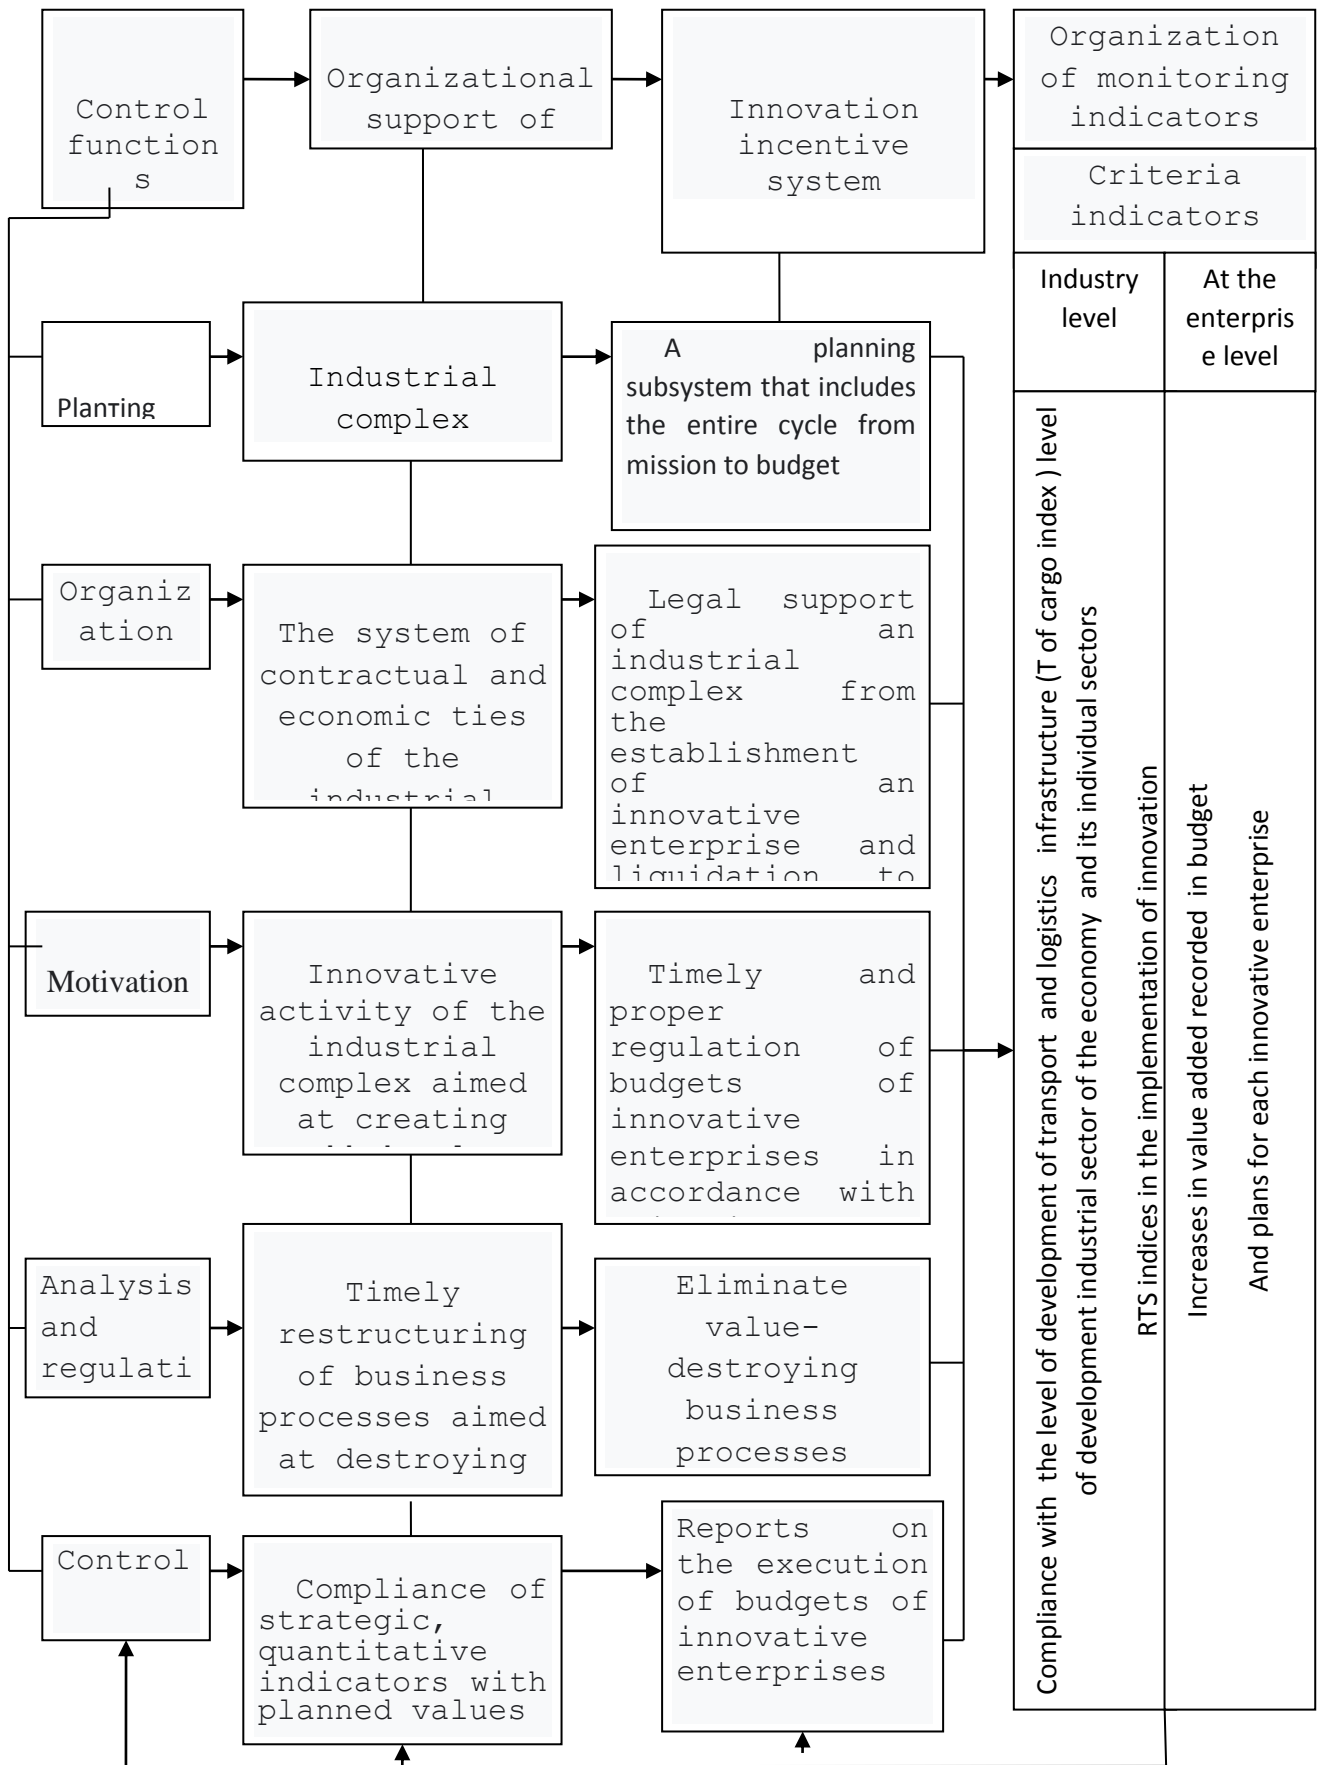 Control
function
s
Organizational
support of
Innovation
incentive
system
Organization
of monitoring
indicators
Criteria
indicators
Industry
level
At the
enterpris
e level
Planтing
Industrial
complex
A planning
subsystem that includes
the entire cycle from
mission to budget
Organiz
ation
The system of
contractual and
economic ties
of the
industrial
Legal support
of an
industrial
complex from
the
establishment
of an
innovative
enterprise and
liquidation to
Motivation
Innovative
activity of the
industrial
complex aimed
at creating
Timely and
proper
regulation of
budgets of
innovative
enterprises in
accordance with
Analysis
and
regulati
Timely
restructuring
of business
processes aimed
at destroying
Eliminate
value-
destroying
business
processes
Control
Compliance of
strategic,
quantitative
indicators with
planned values
Reports on
the execution
of budgets of
innovative
enterprises
Compliance with the level of development of transport and logistics infrastructure (T of cargo index ) level
of development industrial sector of the economy and its individual sectors
RTS indices in the implementation of innovation
Increases in value added recorded in budget
And plans for each innovative enterprise